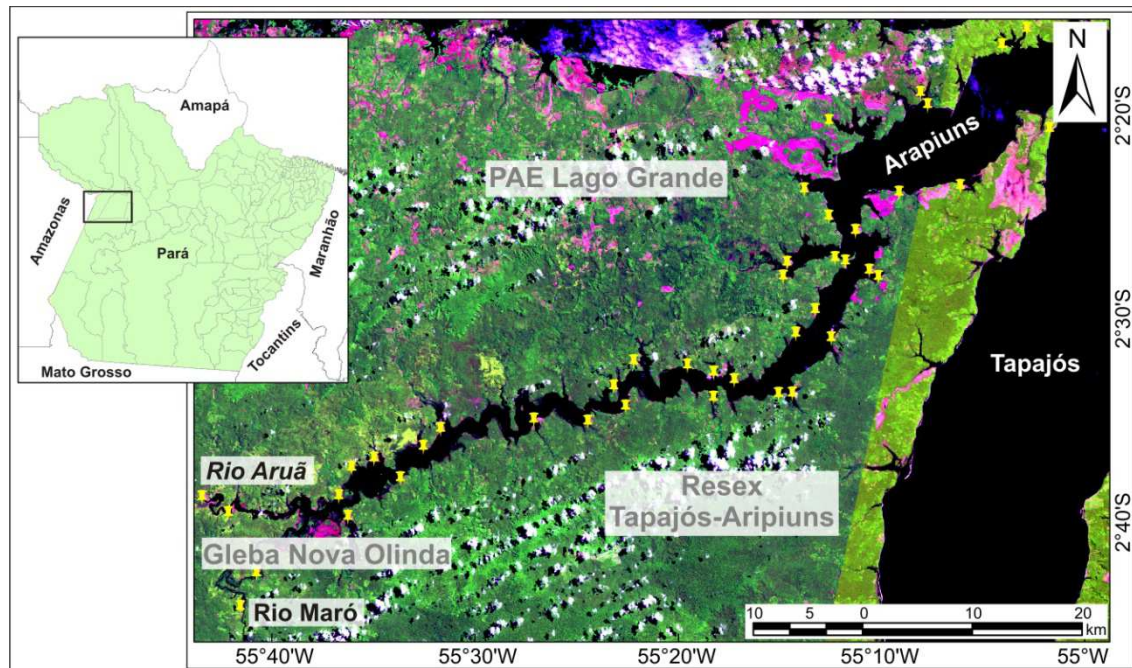 Amapá
Amazonas
Pará
Maranhão
Tocantins
Mato Grosso
N
PAE Lago Grande
Arapiuns
Tapajós
Rio Aruã
Resex
Tapajós-Aripiuns
Gleba Nova Olinda
Rio Maró
10 5 0 10 20
km
2°20'S
2°30'S
2°40'S
55°40'W 55°30'W 55°20'W 55°10'W 55°0'W